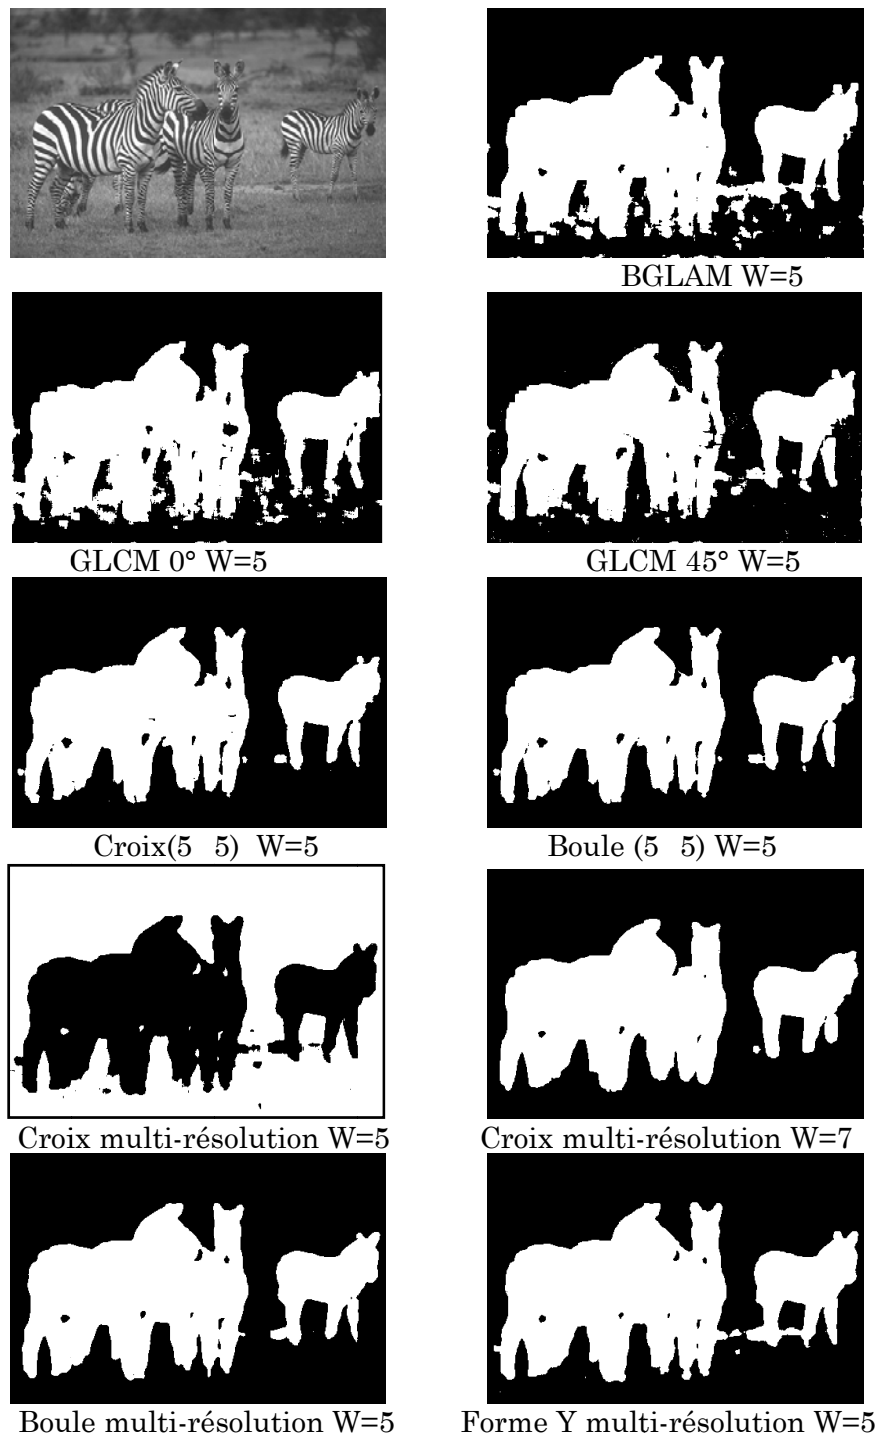 BGLAM W=5
GLCM 0° W=5
GLCM 45° W=5
Croix(5 5) W=5
Boule (5 5) W=5
Croix multi-résolution W=5
Croix multi-résolution W=7
Boule multi-résolution W=5
Forme Y multi-résolution W=5